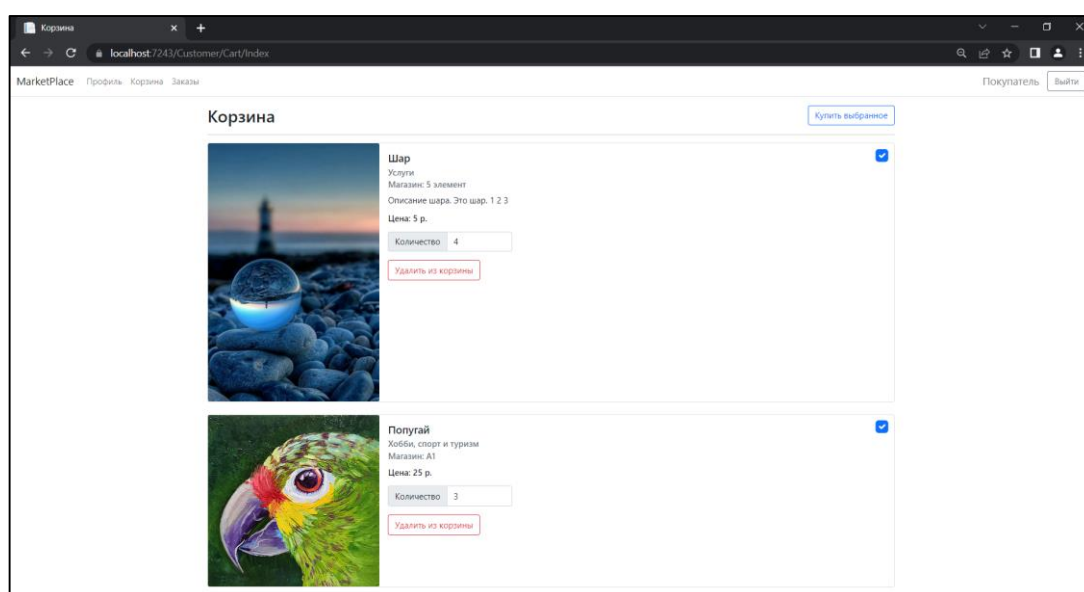 Корзина
localhost:7243/Customer/Cart/Index
MarketPlace Профиль Корзина Заказы Покупатель Выйти
Корзина Купить выбранное
Шар
Услуги
Магазин: 5 элемент
Описание шара. Это шар. 1 2 3
Цена: 5 р.
Количество 4
Удалить из корзины
Попугай
Хобби, спорт и туризм
Магазин: A1
Цена: 25 р.
Количество 3
Удалить из корзины